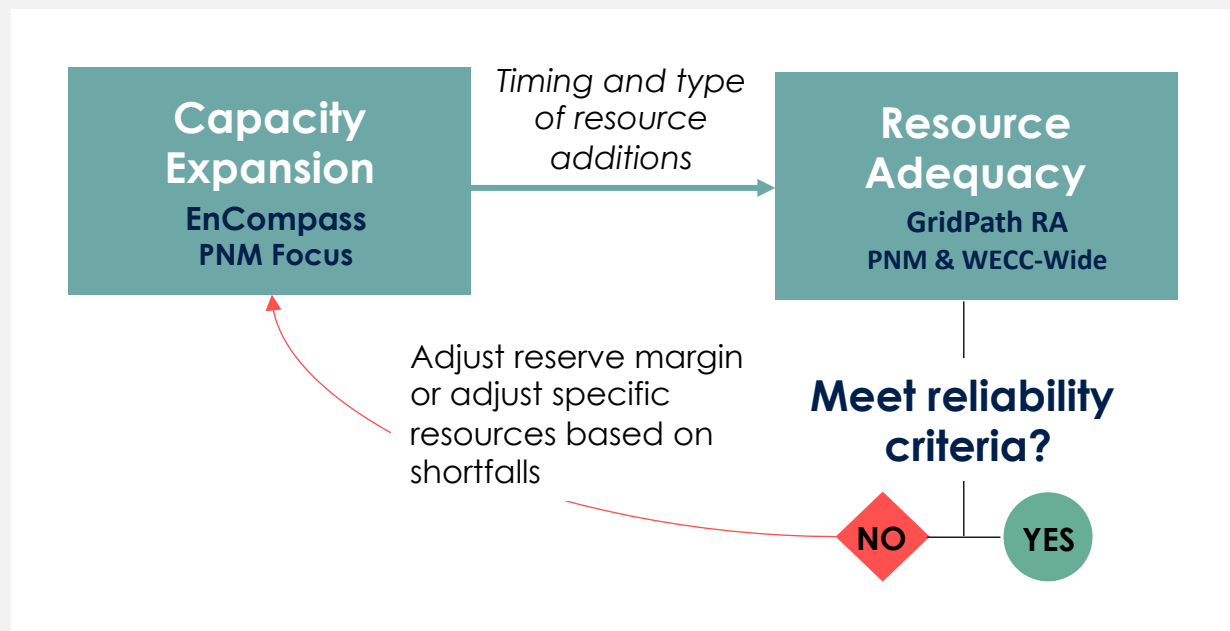 Capacity
Expansion
EnCompass
PNM Focus
Timing and type
of resource
additions
Resource
Adequacy
GridPath RA
PNM & WECC-Wide
Adjust reserve margin
or adjust specific
resources based on
shortfalls
Meet reliability
criteria?
NO
YES